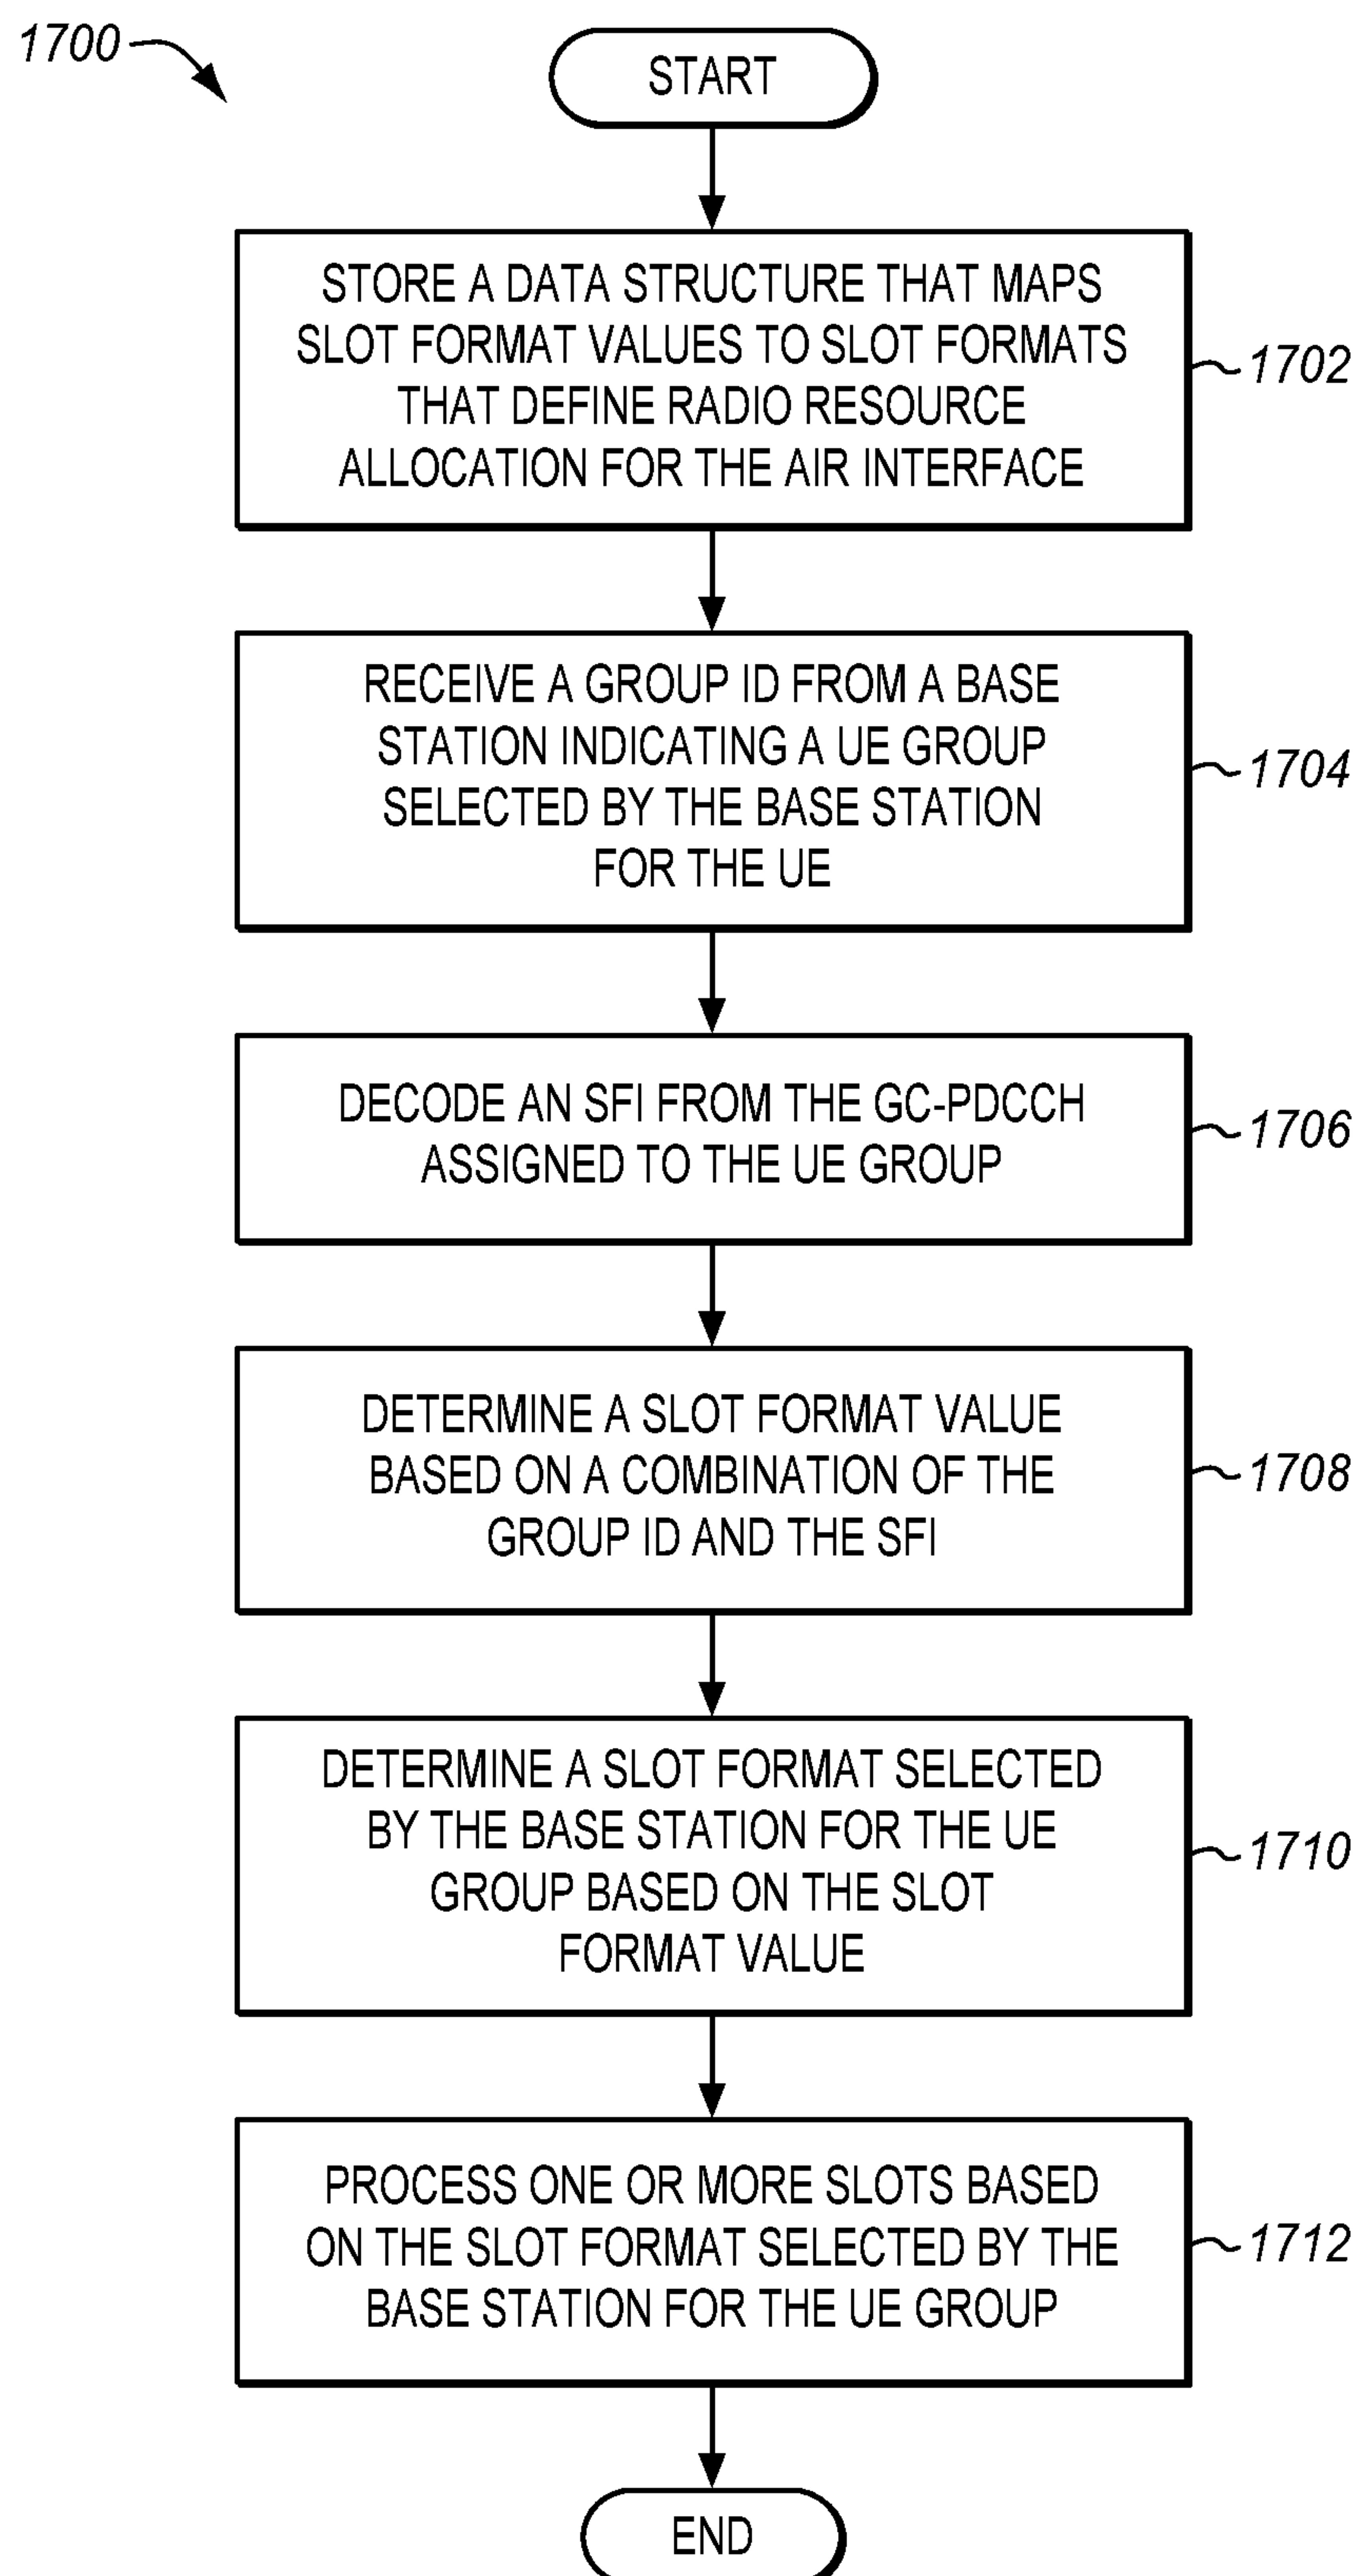 1700
START
STORE A DATA STRUCTURE THAT MAPS
SLOT FORMAT VALUES TO SLOT FORMATS
THAT DEFINE RADIO RESOURCE
ALLOCATION FOR THE AIR INTERFACE
1702
RECEIVE A GROUP ID FROM A BASE
STATION INDICATING A UE GROUP
SELECTED BY THE BASE STATION
FOR THE UE
1704
DECODE AN SFI FROM THE GC-PDCCH
ASSIGNED TO THE UE GROUP
1706
DETERMINE A SLOT FORMAT VALUE
BASED ON A COMBINATION OF THE
GROUP ID AND THE SFI
1708
DETERMINE A SLOT FORMAT SELECTED
BY THE BASE STATION FOR THE UE
GROUP BASED ON THE SLOT
FORMAT VALUE
1710
PROCESS ONE OR MORE SLOTS BASED
ON THE SLOT FORMAT SELECTED BY THE
BASE STATION FOR THE UE GROUP
1712
END